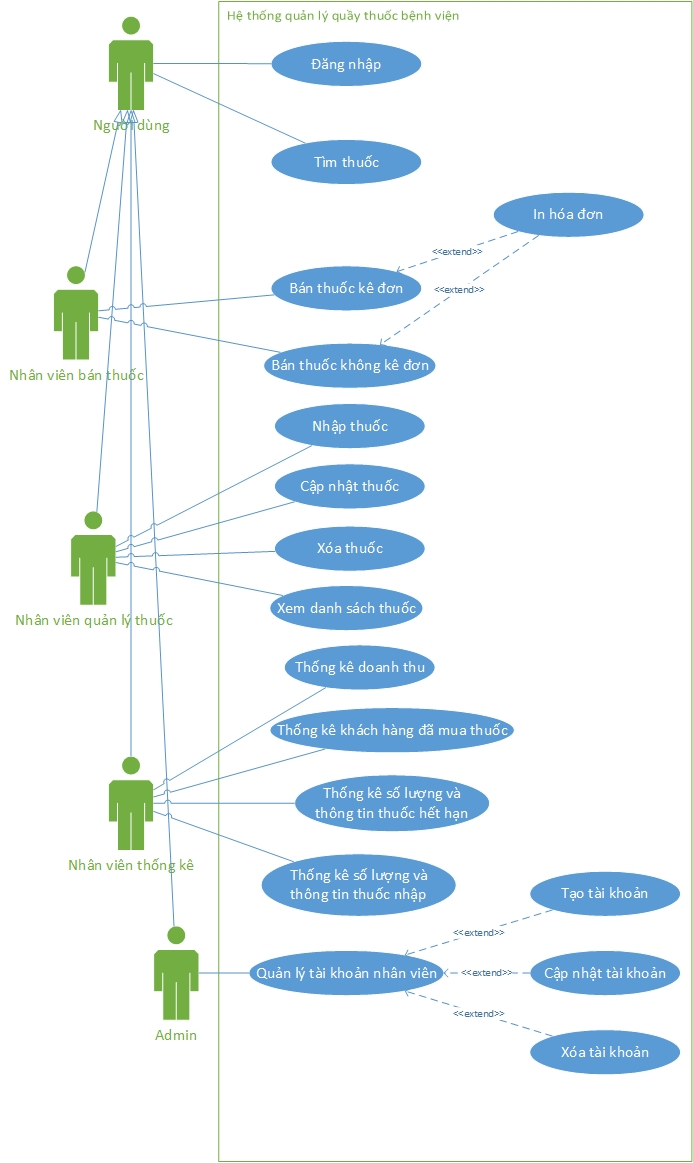 Hệ thống quản lý quầy thuốc bệnh viện
Đăng nhập
Người dùng
Tìm thuốc
In hóa đơn
<<extend>>
Bán thuốc kê đơn
<<extend>>
Bán thuốc không kê đơn
Nhân viên bán thuốc
Nhập thuốc
Cập nhật thuốc
Xóa thuốc
Xem danh sách thuốc
Nhân viên quản lý thuốc
Thống kê doanh thu
Thống kê khách hàng đã mua thuốc
Thống kê số lượng và
thông tin thuốc hết hạn
Nhân viên thống kê
Thống kê số lượng và
thông tin thuốc nhập
Tạo tài khoản
<<extend>>
Quản lý tài khoản nhân viên
<<extend>>
Cập nhật tài khoản
<<extend>>
Admin
Xóa tài khoản